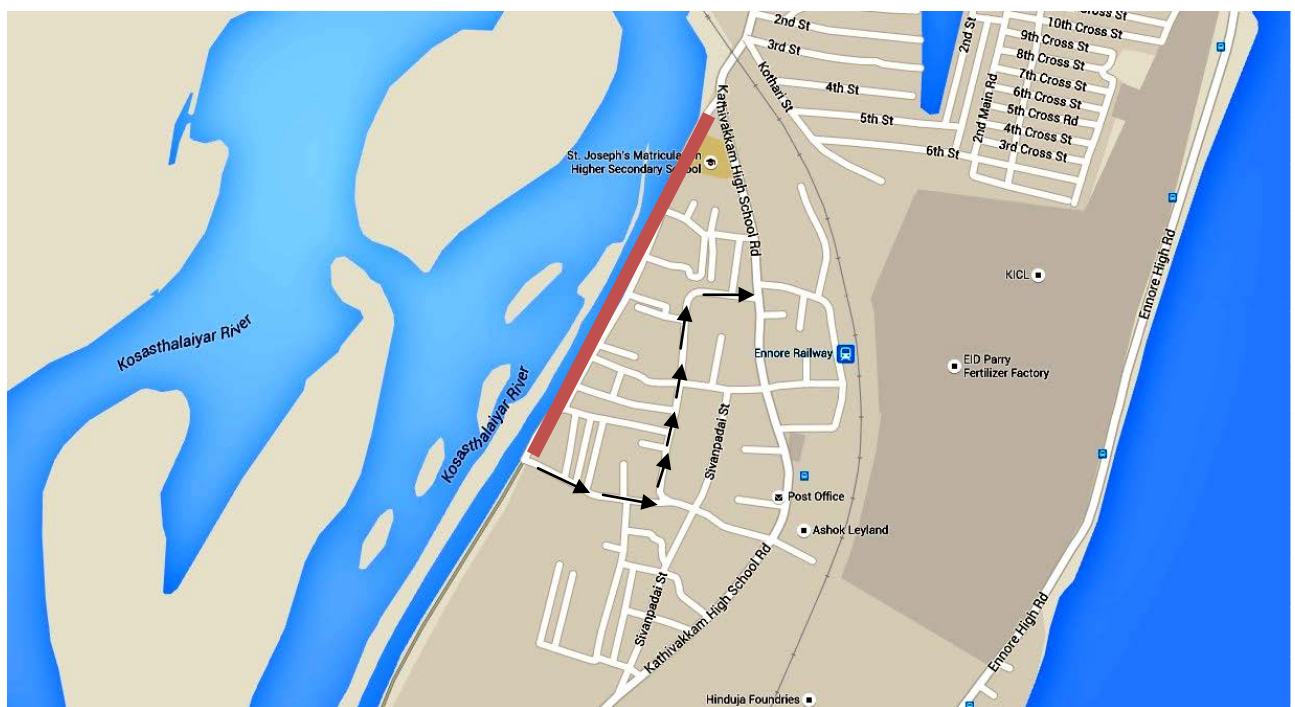 2nd St
3rd St
4th St
5th St
6th St
Kothari St
2nd St
2nd Main Rd
Cross St
10th Cross St
9th Cross St
8th Cross St
7th Cross St
6th Cross St
5th Cross Rd
4th Cross St
3rd Cross St
Kathivakkam High School Rd
St. Joseph's
Higher Secondary
KICL
Ennore High Rd
Kosasthalaiyar River
Kosasthalaiyar River
Ennore Railway
EID Parry
Fertilizer Factory
Sivanpadai St
Post Office
Ashok Leyland
Sivanpadai St
Kathivakkam High School Rd
Ennore High Rd
Hinduja Foundries